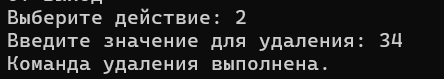 Выберите действие: 2
Введите значение для удаления: 34
Команда удаления выполнена.